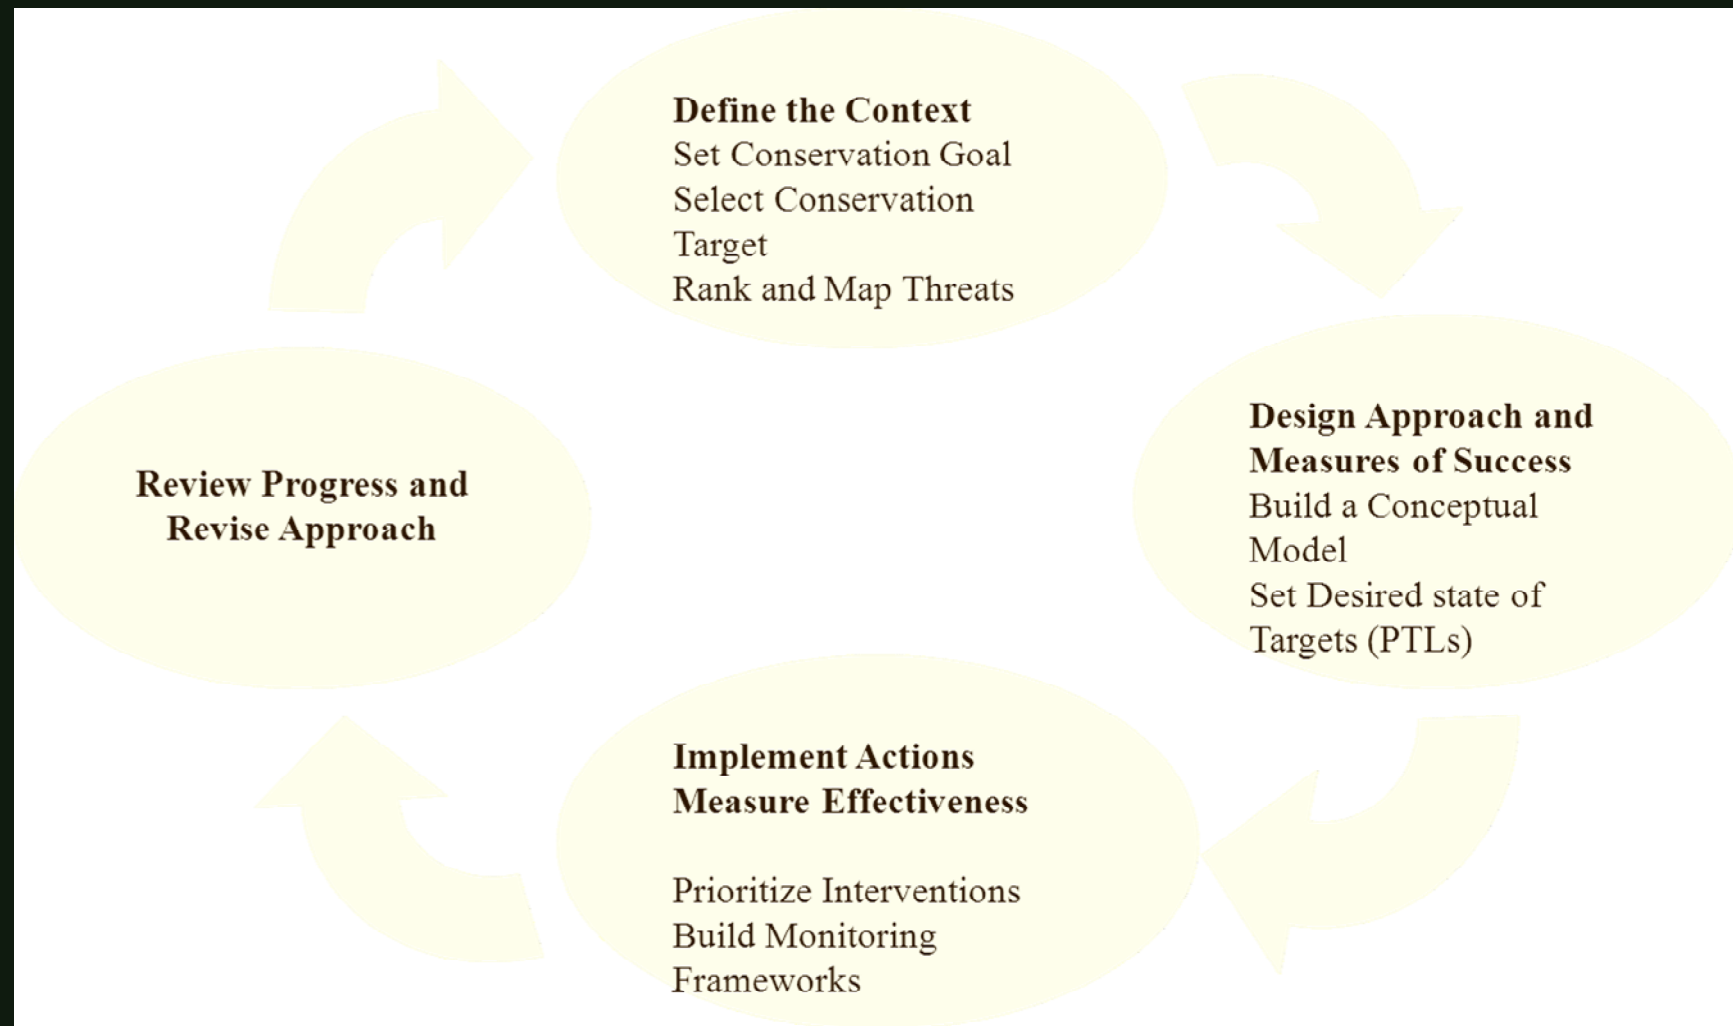 Define the Context
Set Conservation Goal
Select Conservation
Target
Rank and Map Threats
Design Approach and
Measures of Success
Build a Conceptual
Model
Set Desired state of
Targets (PTLs)
Implement Actions
Measure Effectiveness
Prioritize Interventions
Build Monitoring
Frameworks
Review Progress and
Revise Approach